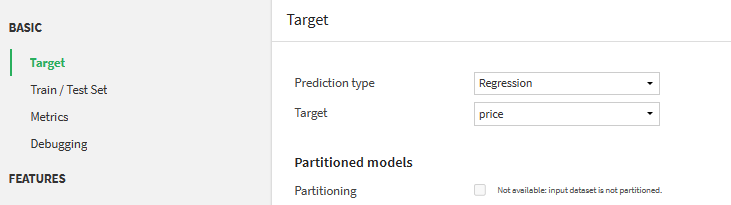 BASIC
Target
Train / Test Set
Metrics
Debugging
FEATURES
Target
Prediction type Regression
Target price
Partitioned models
Partitioning Not available: input dataset is not partitioned.